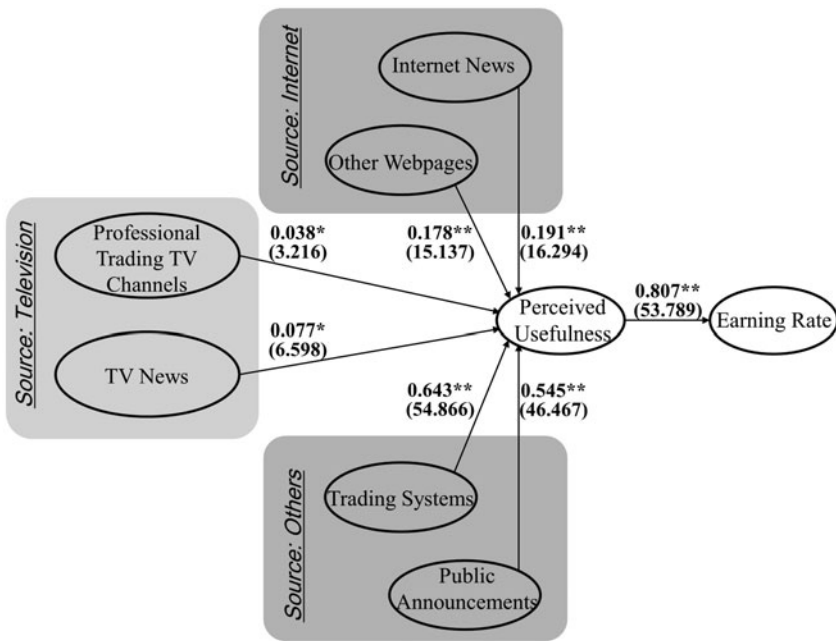 Source: Internet
Internet News
Other Webpages
Source: Television
Professional
Trading TV
Channels
TV News
0.038*
(3.216)
0.077*
(6.598)
0.178**
(15.137)
0.191**
(16.294)
Perceived
Usefulness
0.807**
(53.789)
Earning Rate
0.643**
(54.866)
0.545**
(46.467)
Source: Others
Trading Systems
Public
Announcements